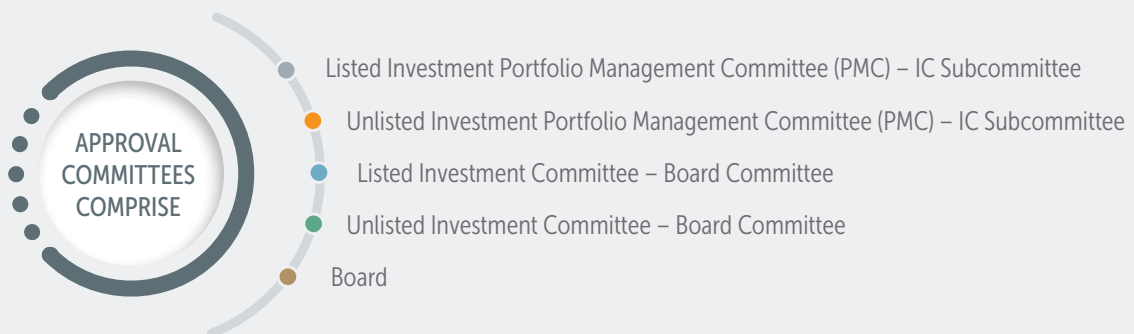 APPROVAL
COMMITTEES
COMPRISE
Listed Investment Portfolio Management Committee (PMC) – IC Subcommittee
Unlisted Investment Portfolio Management Committee (PMC) – IC Subcommittee
Listed Investment Committee – Board Committee
Unlisted Investment Committee – Board Committee
Board